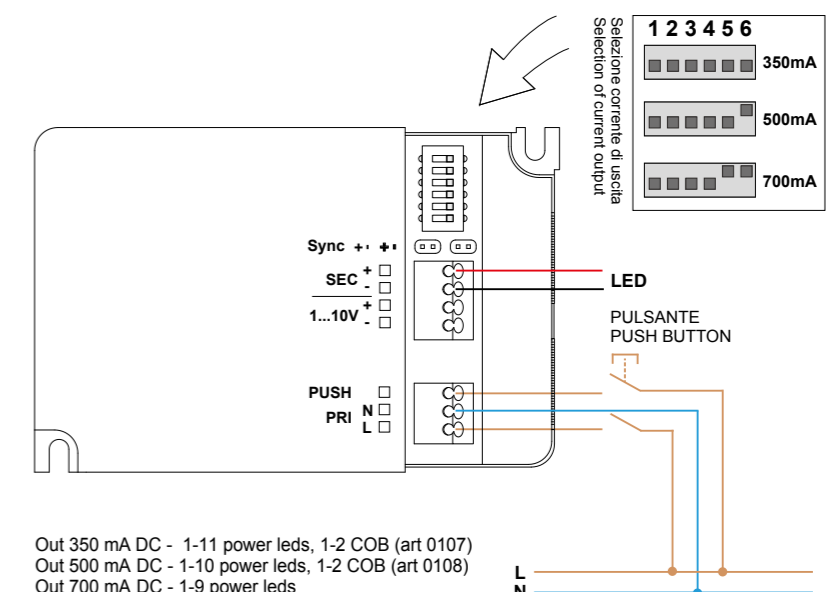 Selezione corrente di uscita
Selection of current output
1 2 3 4 5 6
350mA
500mA
700mA
Sync + - + -
SEC + -
1...10V + -
LED
PULSANTE
PUSH BUTTON
PUSH
PRI N
L
Out 350 mA DC - 1-11 power leds, 1-2 COB (art 0107)
Out 500 mA DC - 1-10 power leds, 1-2 COB (art 0108)
Out 700 mA DC - 1-9 power leds
L
N